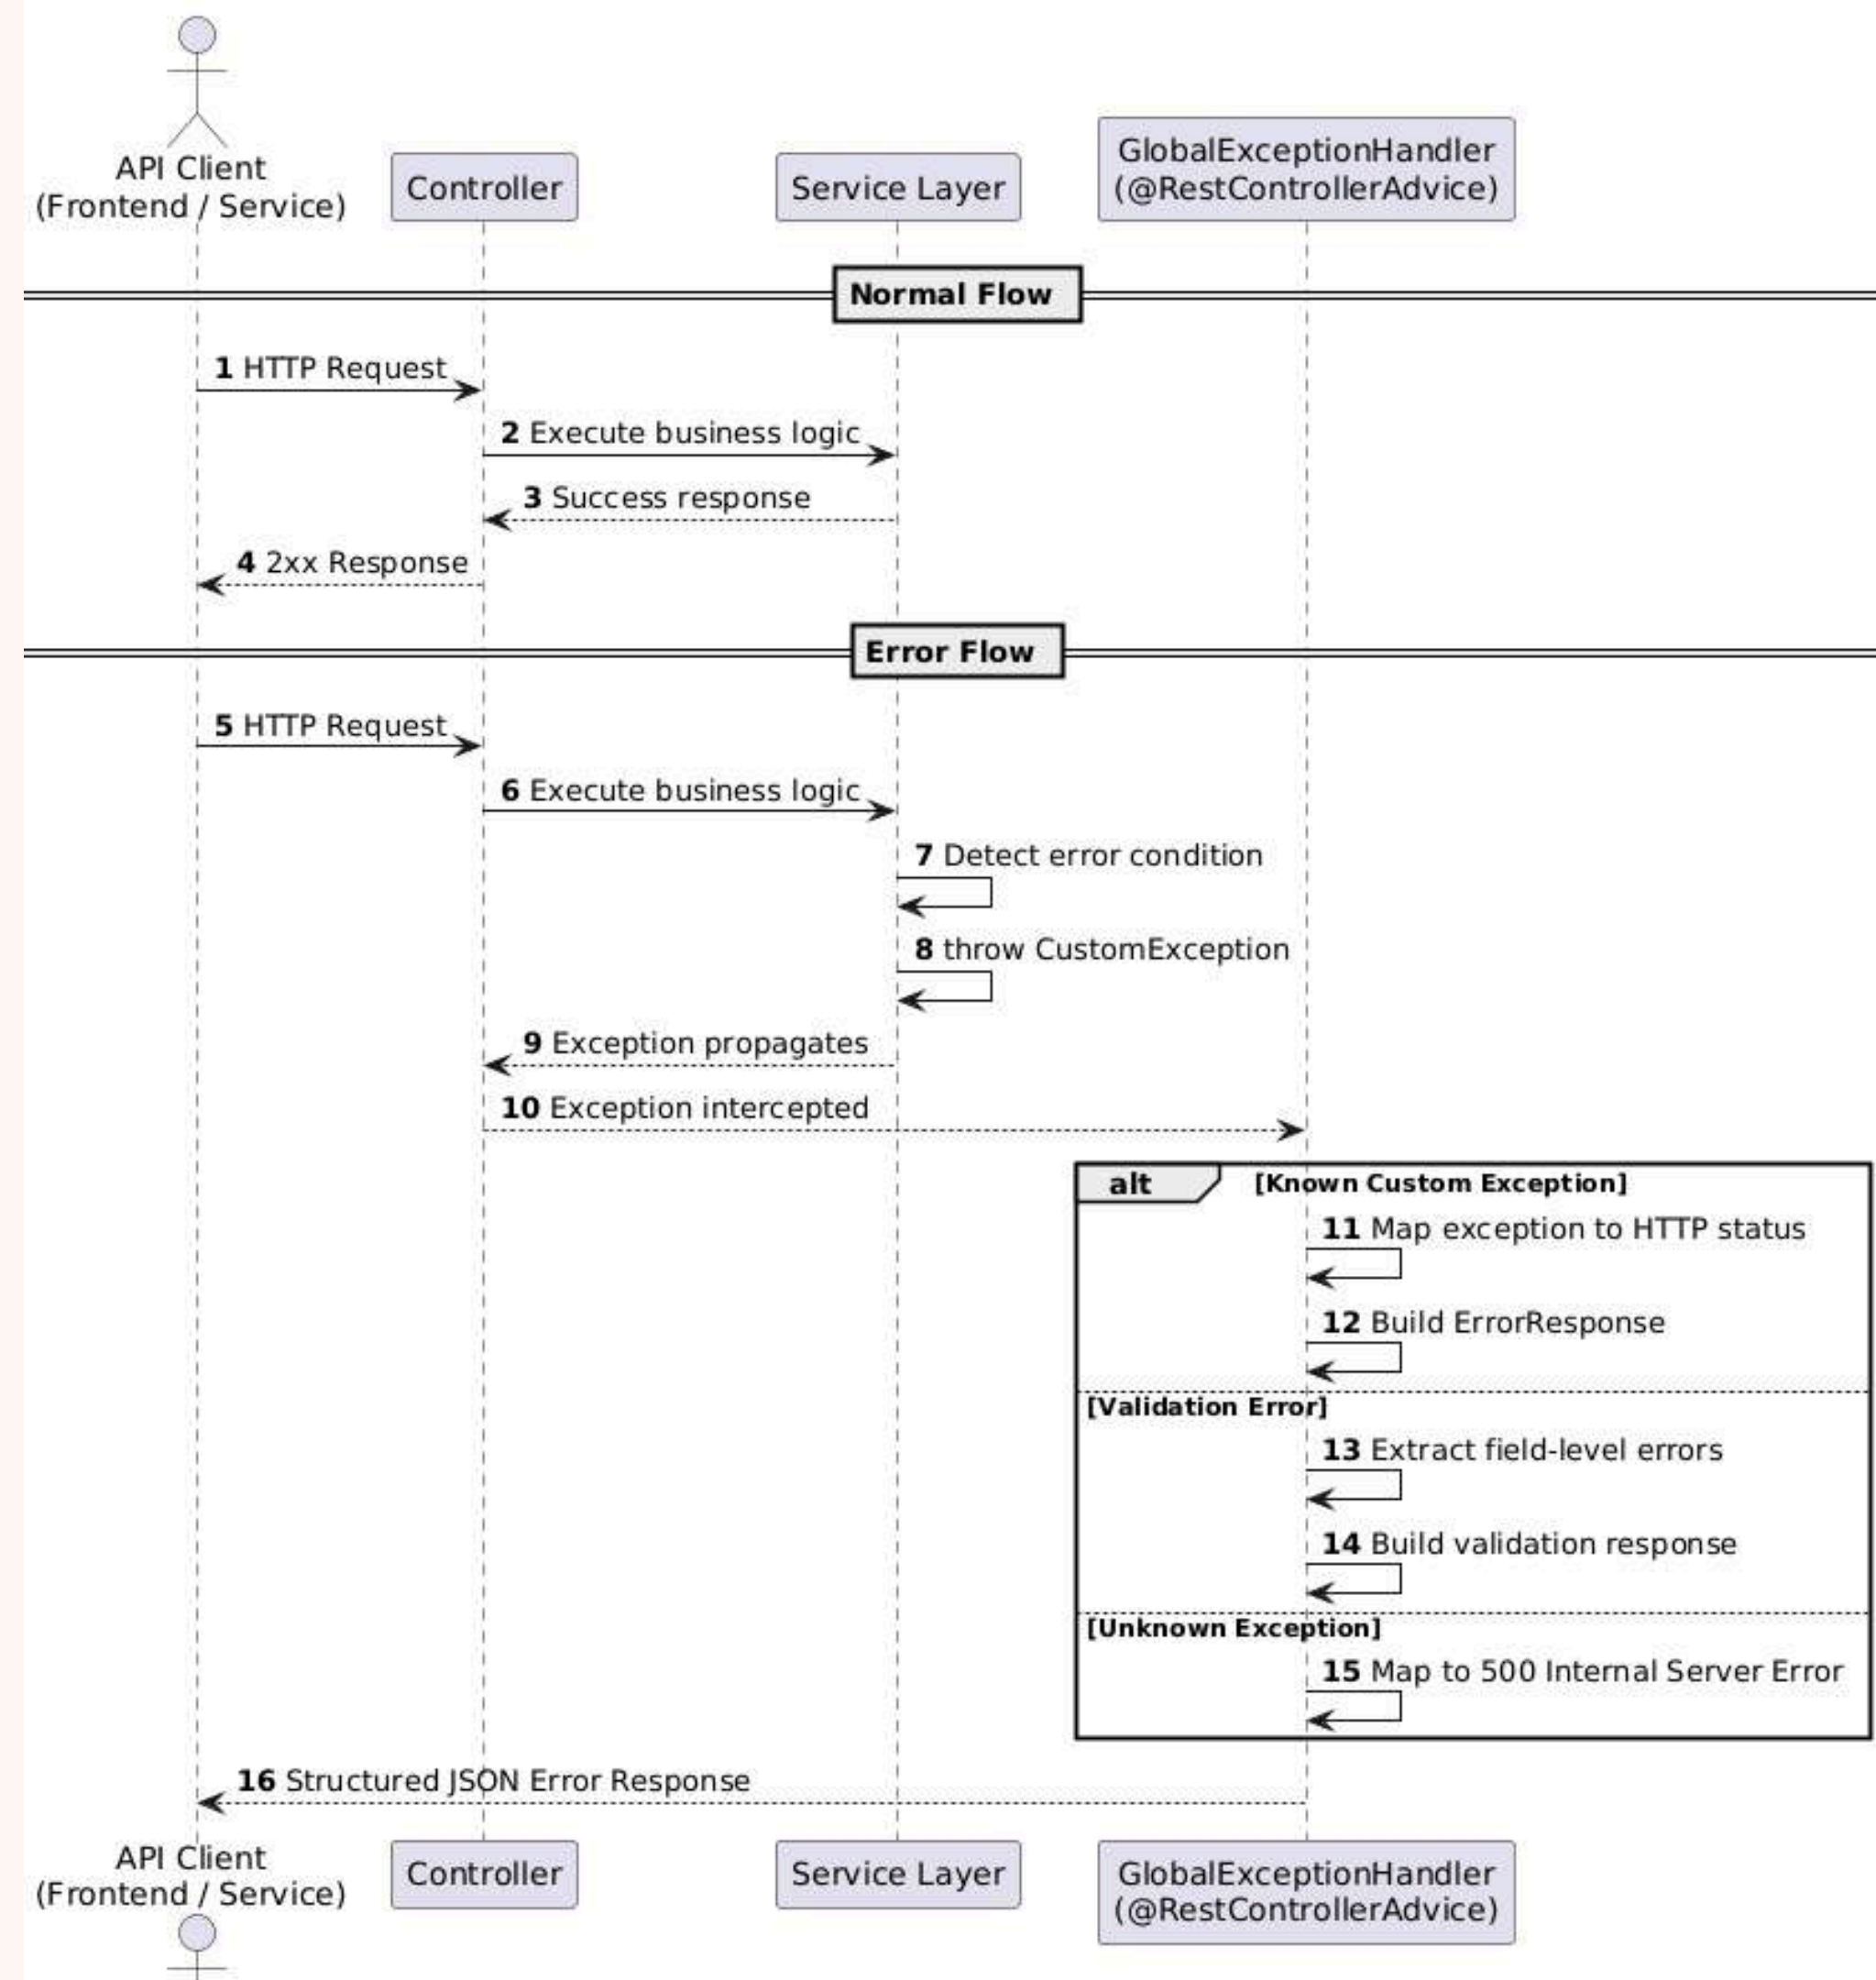 API Client
(Frontend / Service)
Controller
Service Layer
GlobalExceptionHandler
(@RestControllerAdvice)
Normal Flow
1 HTTP Request
2 Execute business logic
3 Success response
4 2xx Response
Error Flow
5 HTTP Request
6 Execute business logic
7 Detect error condition
8 throw CustomException
9 Exception propagates
10 Exception intercepted
alt [Known Custom Exception]
11 Map exception to HTTP status
12 Build ErrorResponse
[Validation Error]
13 Extract field-level errors
14 Build validation response
[Unknown Exception]
15 Map to 500 Internal Server Error
16 Structured JSON Error Response
API Client
(Frontend / Service)
Controller
Service Layer
GlobalExceptionHandler
(@RestControllerAdvice)